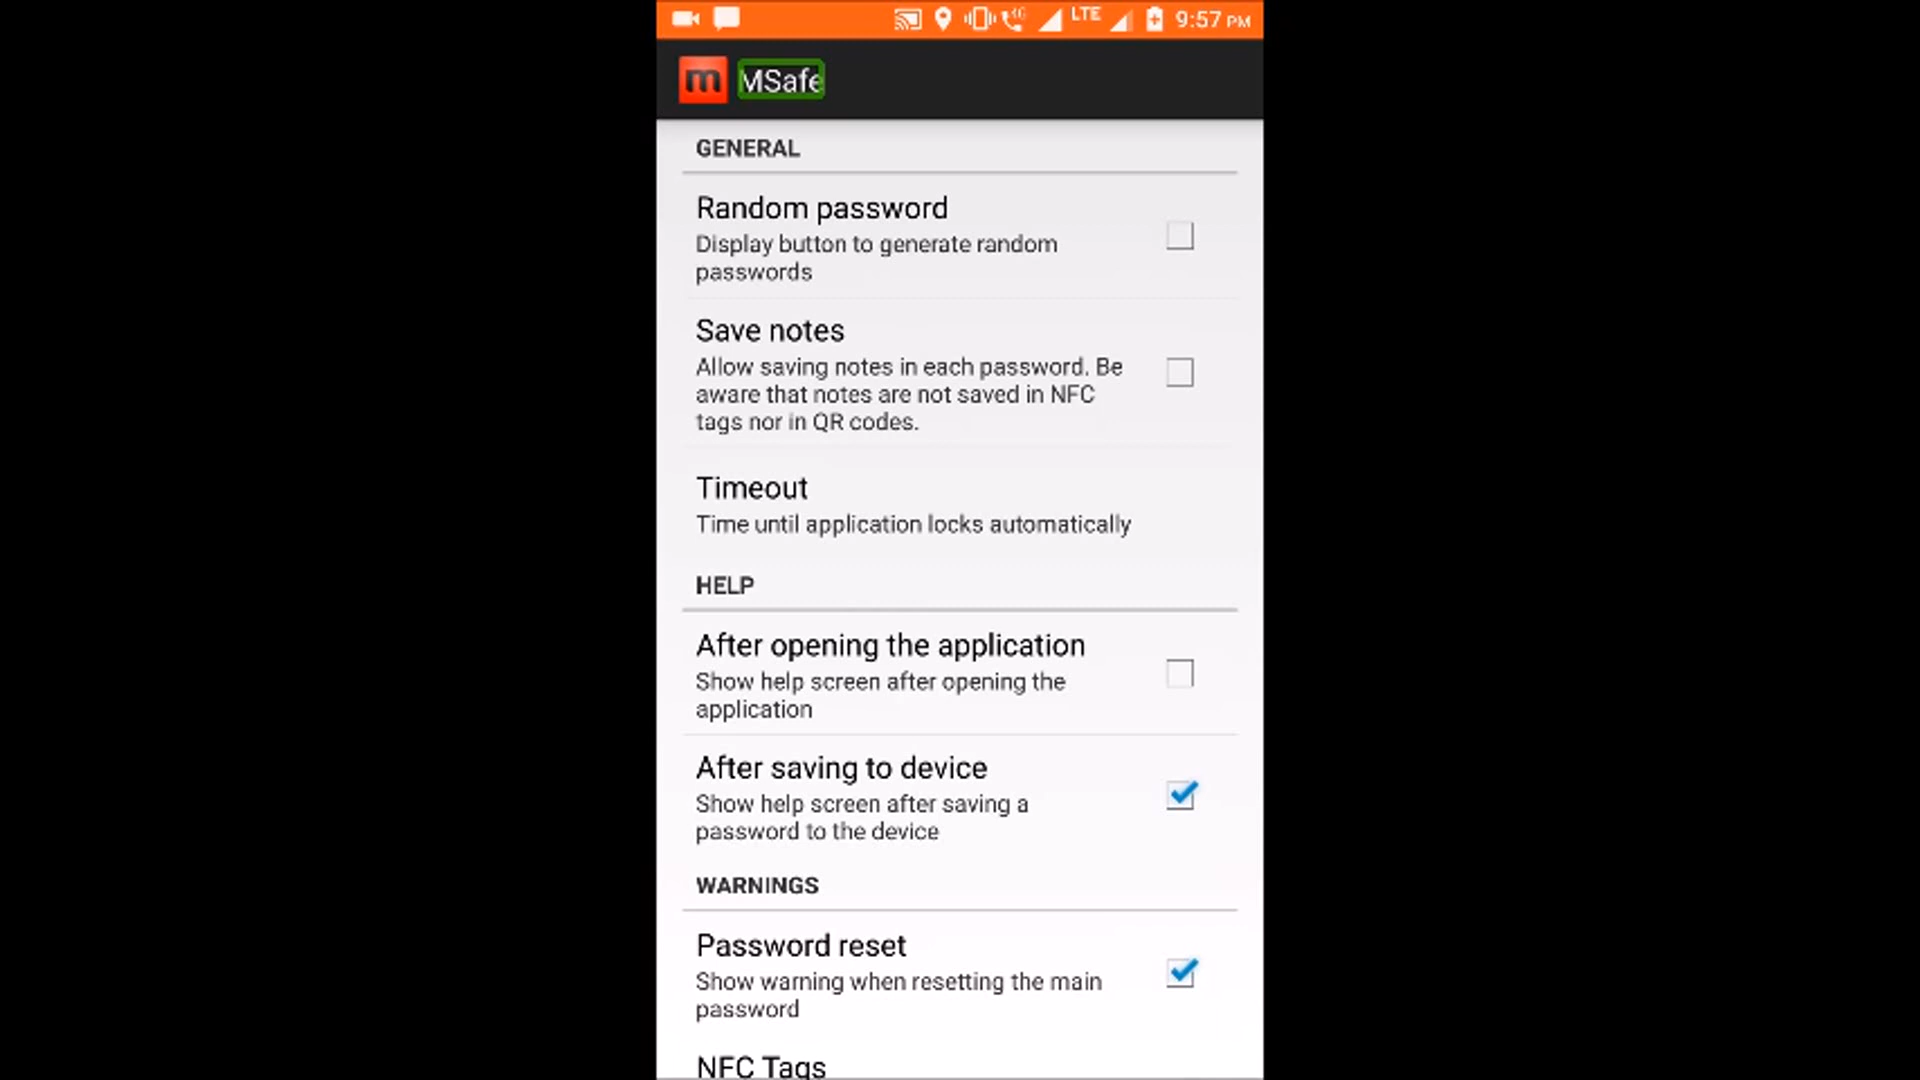 4G LTE 9:57 PM
m MSafe
GENERAL
Random password
Display button to generate random
passwords
Save notes
Allow saving notes in each password. Be
aware that notes are not saved in NFC
tags nor in QR codes.
Timeout
Time until application locks automatically
HELP
After opening the application
Show help screen after opening the
application
After saving to device
Show help screen after saving a
password to the device
WARNINGS
Password reset
Show warning when resetting the main
password
NFC Tags